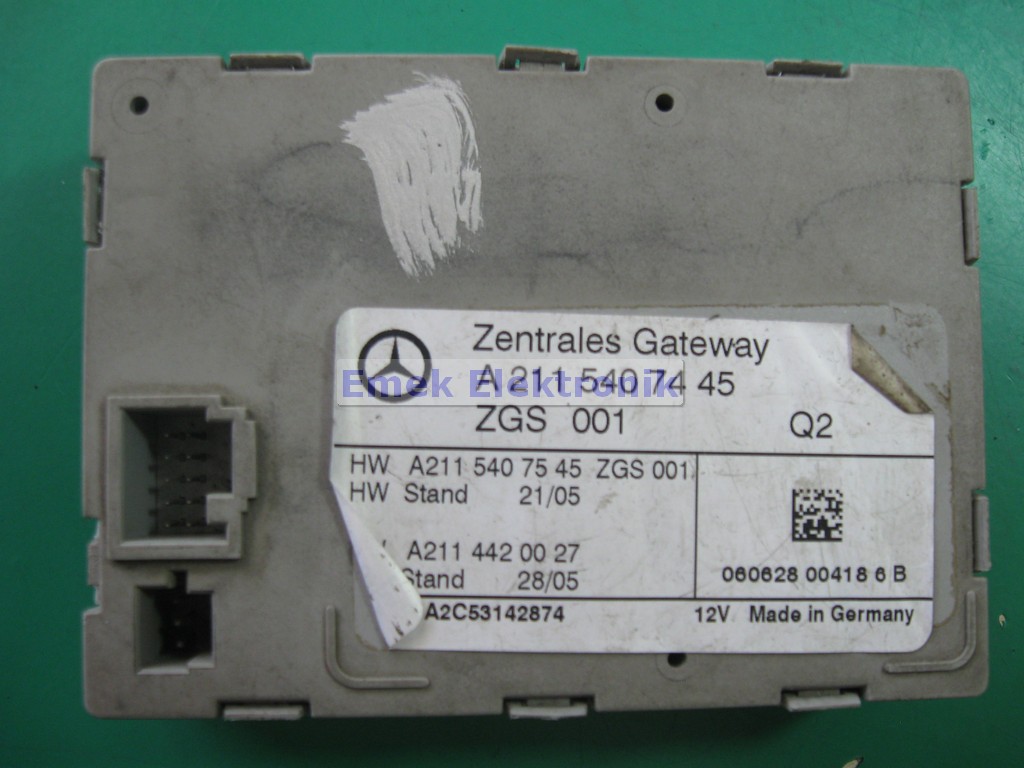 Zentrales Gateway
A 211 540 74 45
Emek Elektronik
ZGS 001 Q2
HW A211 540 75 45 ZGS 001
HW Stand 21/05
A211 442 00 27
Stand 28/05
060628 00418 6 B
A2C53142874 12V Made in Germany